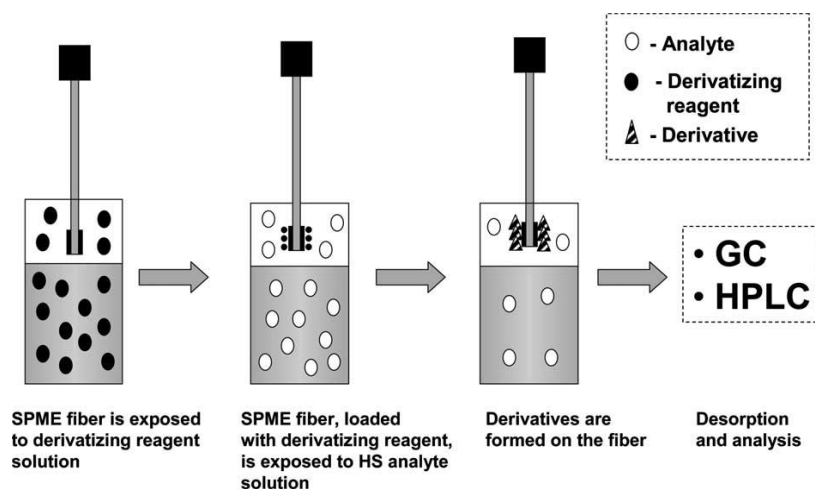 - Analyte
- Derivatizing
reagent
- Derivative
• GC
• HPLC
SPME fiber is exposed
to derivatizing reagent
solution
SPME fiber, loaded
with derivatizing reagent,
is exposed to HS analyte
solution
Derivatives are
formed on the fiber
Desorption
and analysis